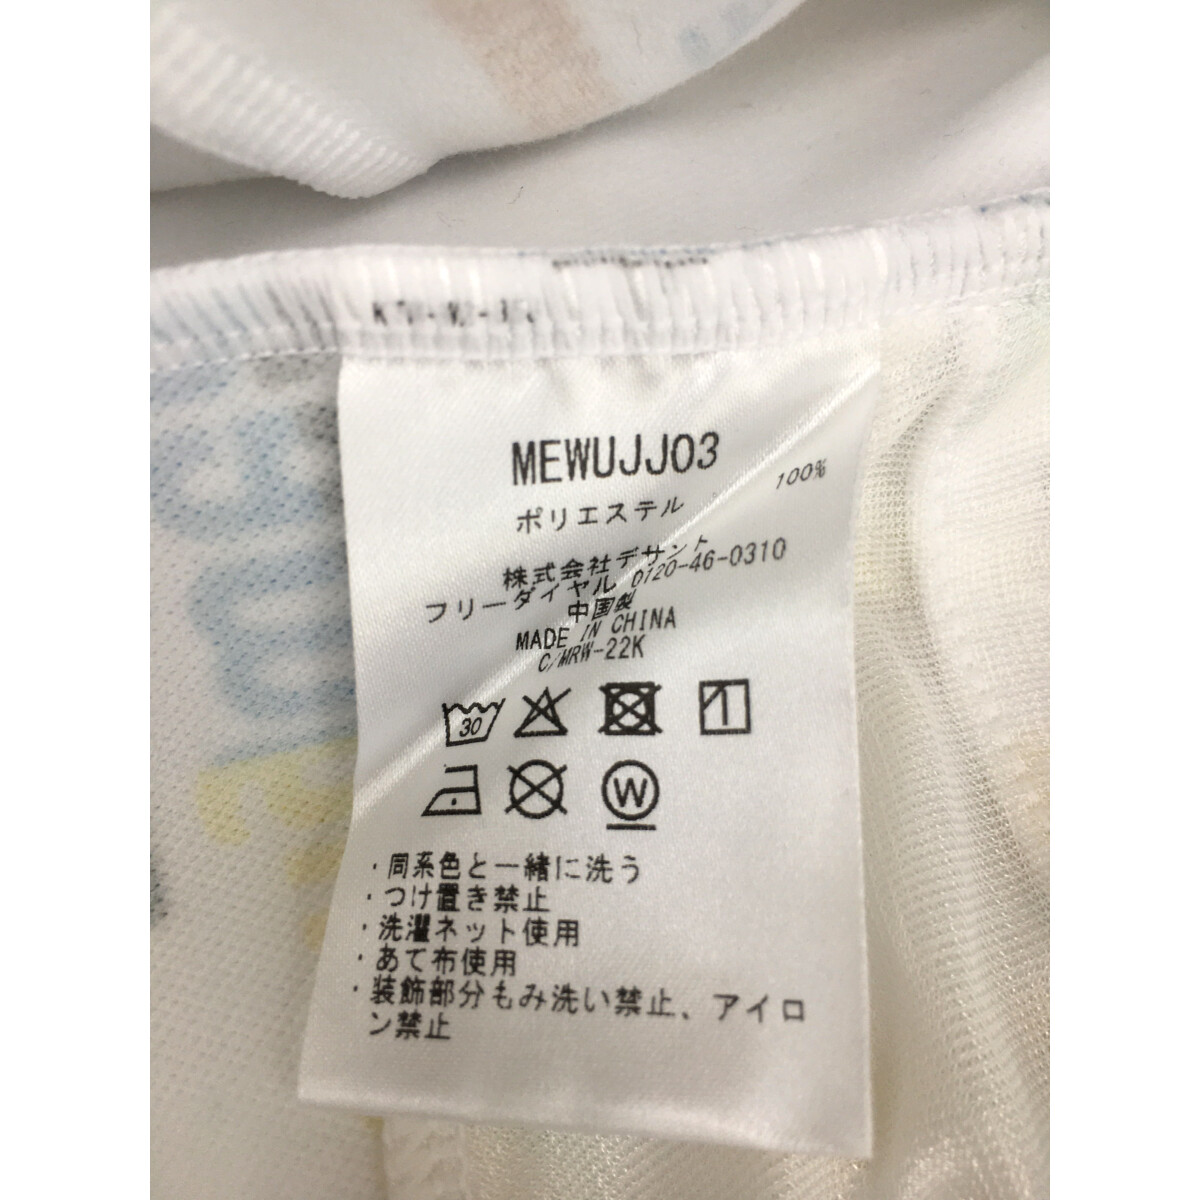 MEWUJJ03
ポリエステル 100%
株式会社デサント
フリーダイヤル 0120-46-0310
中国製
MADE IN CHINA
C/MRW-22K
30
W
・同系色と一緒に洗う
・つけ置き禁止
・洗濯ネット使用
・あて布使用
・装飾部分もみ洗い禁止、アイロ
ン禁止